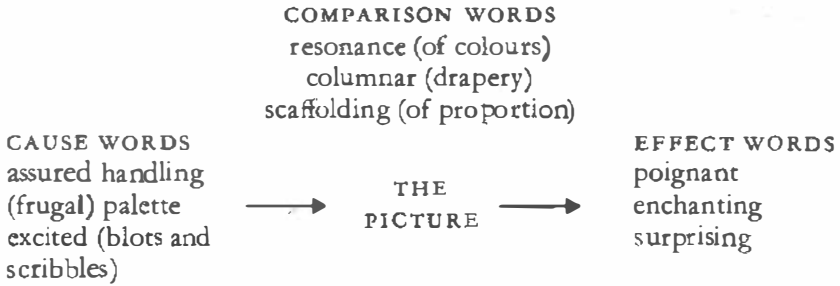 COMPARISON WORDS
resonance (of colours)
columnar (drapery)
scaffolding (of proportion)
CAUSE WORDS
assured handling
(frugal) palette
excited (blots and
scribbles)
THE
PICTURE
EFFECT WORDS
poignant
enchanting
surprising